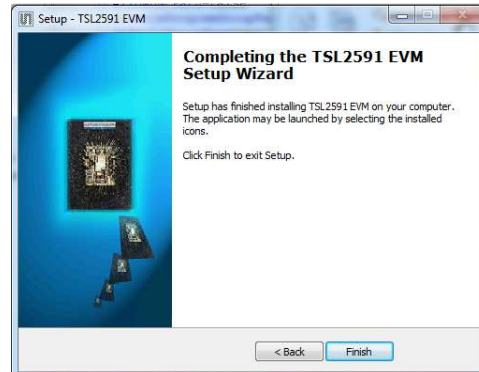 Setup - TSL2591 EVM
Completing the TSL2591 EVM
Setup Wizard
Setup has finished installing TSL2591 EVM on your computer.
The application may be launched by selecting the installed
icons.
Click Finish to exit Setup.
< Back
Finish